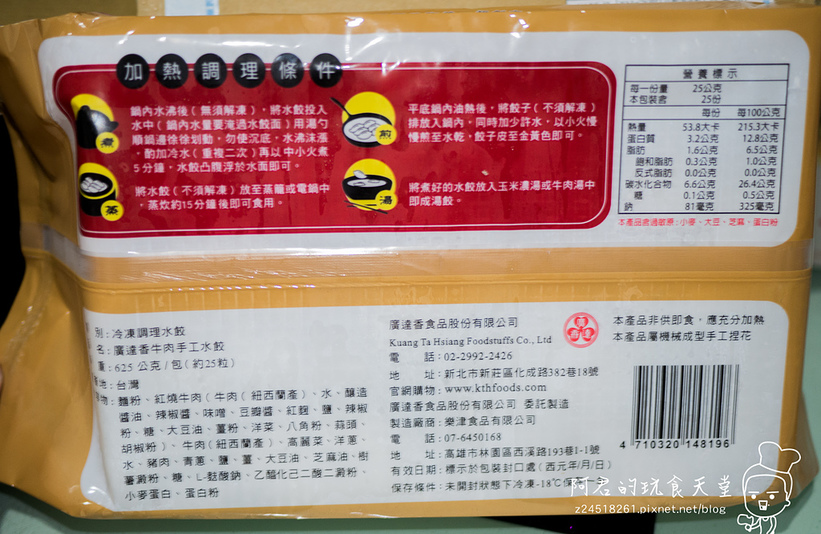 加熱調理條件
鍋內水沸後(無須解凍),將水餃投入
水中(鍋內水量要淹過水餃面)用湯勺
順鍋邊徐徐划動,勿使沉底,水沸沫漲
,酌加冷水(重複二次)再以中小火煮
5分鐘,水餃凸腹浮於水面即可。
煮
將水餃(不須解凍)放至蒸籠或電鍋中
,蒸炊約15分鐘後即可食用。
蒸
平底鍋內油熱後,將餃子(不須解凍)
排放入鍋內,同時加少許水,以小火慢
慢煎至水乾,餃子皮至金黃色即可。
煎
將煮好的水餃放入玉米濃湯或牛肉湯中
即成湯餃。
湯
營養標示
每一份量 25公克
本包裝含 25份
每份 每100公克
熱量 53.8大卡 215.3大卡
蛋白質 3.2公克 12.8公克
脂肪 1.6公克 6.5公克
飽和脂肪 0.3公克 1.0公克
反式脂肪 0.0公克 0.0公克
碳水化合物 6.6公克 26.4公克
糖 0.1公克 0.5公克
鈉 81毫克 325毫克
本產品含過敏原:小麥、大豆、芝麻、蛋白粉
別:冷凍調理水餃
名:廣達香牛肉手工水餃
量:625 公克/包(約25粒)
地:台灣
物:麵粉、紅燒牛肉(牛肉(紐西蘭產)、水、釀造
醬油、辣椒醬、味噌、豆瓣醬、紅麴、鹽、辣椒
粉、糖、大豆油、薑粉、洋菜、八角粉、蒜頭、
胡椒粉)、牛肉(紐西蘭產)、高麗菜、洋蔥、
水、豬肉、青蔥、鹽、薑、大豆油、芝麻油、樹
薯澱粉、糖、L-麩酸鈉、乙醯化己二酸二澱粉、
小麥蛋白、蛋白粉
廣達香食品股份有限公司
Kuang Ta Hsiang Foodstuffs Co., Ltd
電話:02-2992-2426
地址:新北市新莊區化成路382巷18號
官網購物:www.kthfoods.com
廣達香食品股份有限公司 委託製造
製造廠商:樂津食品有限公司
電話:07-6450168
地址:高雄市林園區西溪路193巷1-1號
有效日期:標示於包裝封口處(西元年/月/日)
保存條件:未開封狀態下冷凍-18℃保
本產品非供即食,應充分加熱
本產品屬機械成型手工捏花
4 710320 148196
阿君的玩食天堂
z24518261.pixnet.net/blog